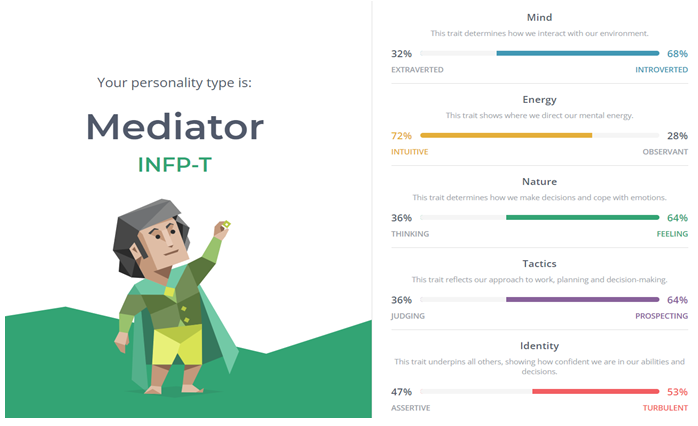 Your personality type is:
Mediator
INFP-T
Mind
This trait determines how we interact with our environment.
32% 68%
EXTRAVERTED INTROVERTED
Energy
This trait shows where we direct our mental energy.
72% 28%
INTUITIVE OBSERVANT
Nature
This trait determines how we make decisions and cope with emotions.
36% 64%
THINKING FEELING
Tactics
This trait reflects our approach to work, planning and decision-making.
36% 64%
JUDGING PROSPECTING
Identity
This trait underpins all others, showing how confident we are in our abilities and
decisions.
47% 53%
ASSERTIVE TURBULENT